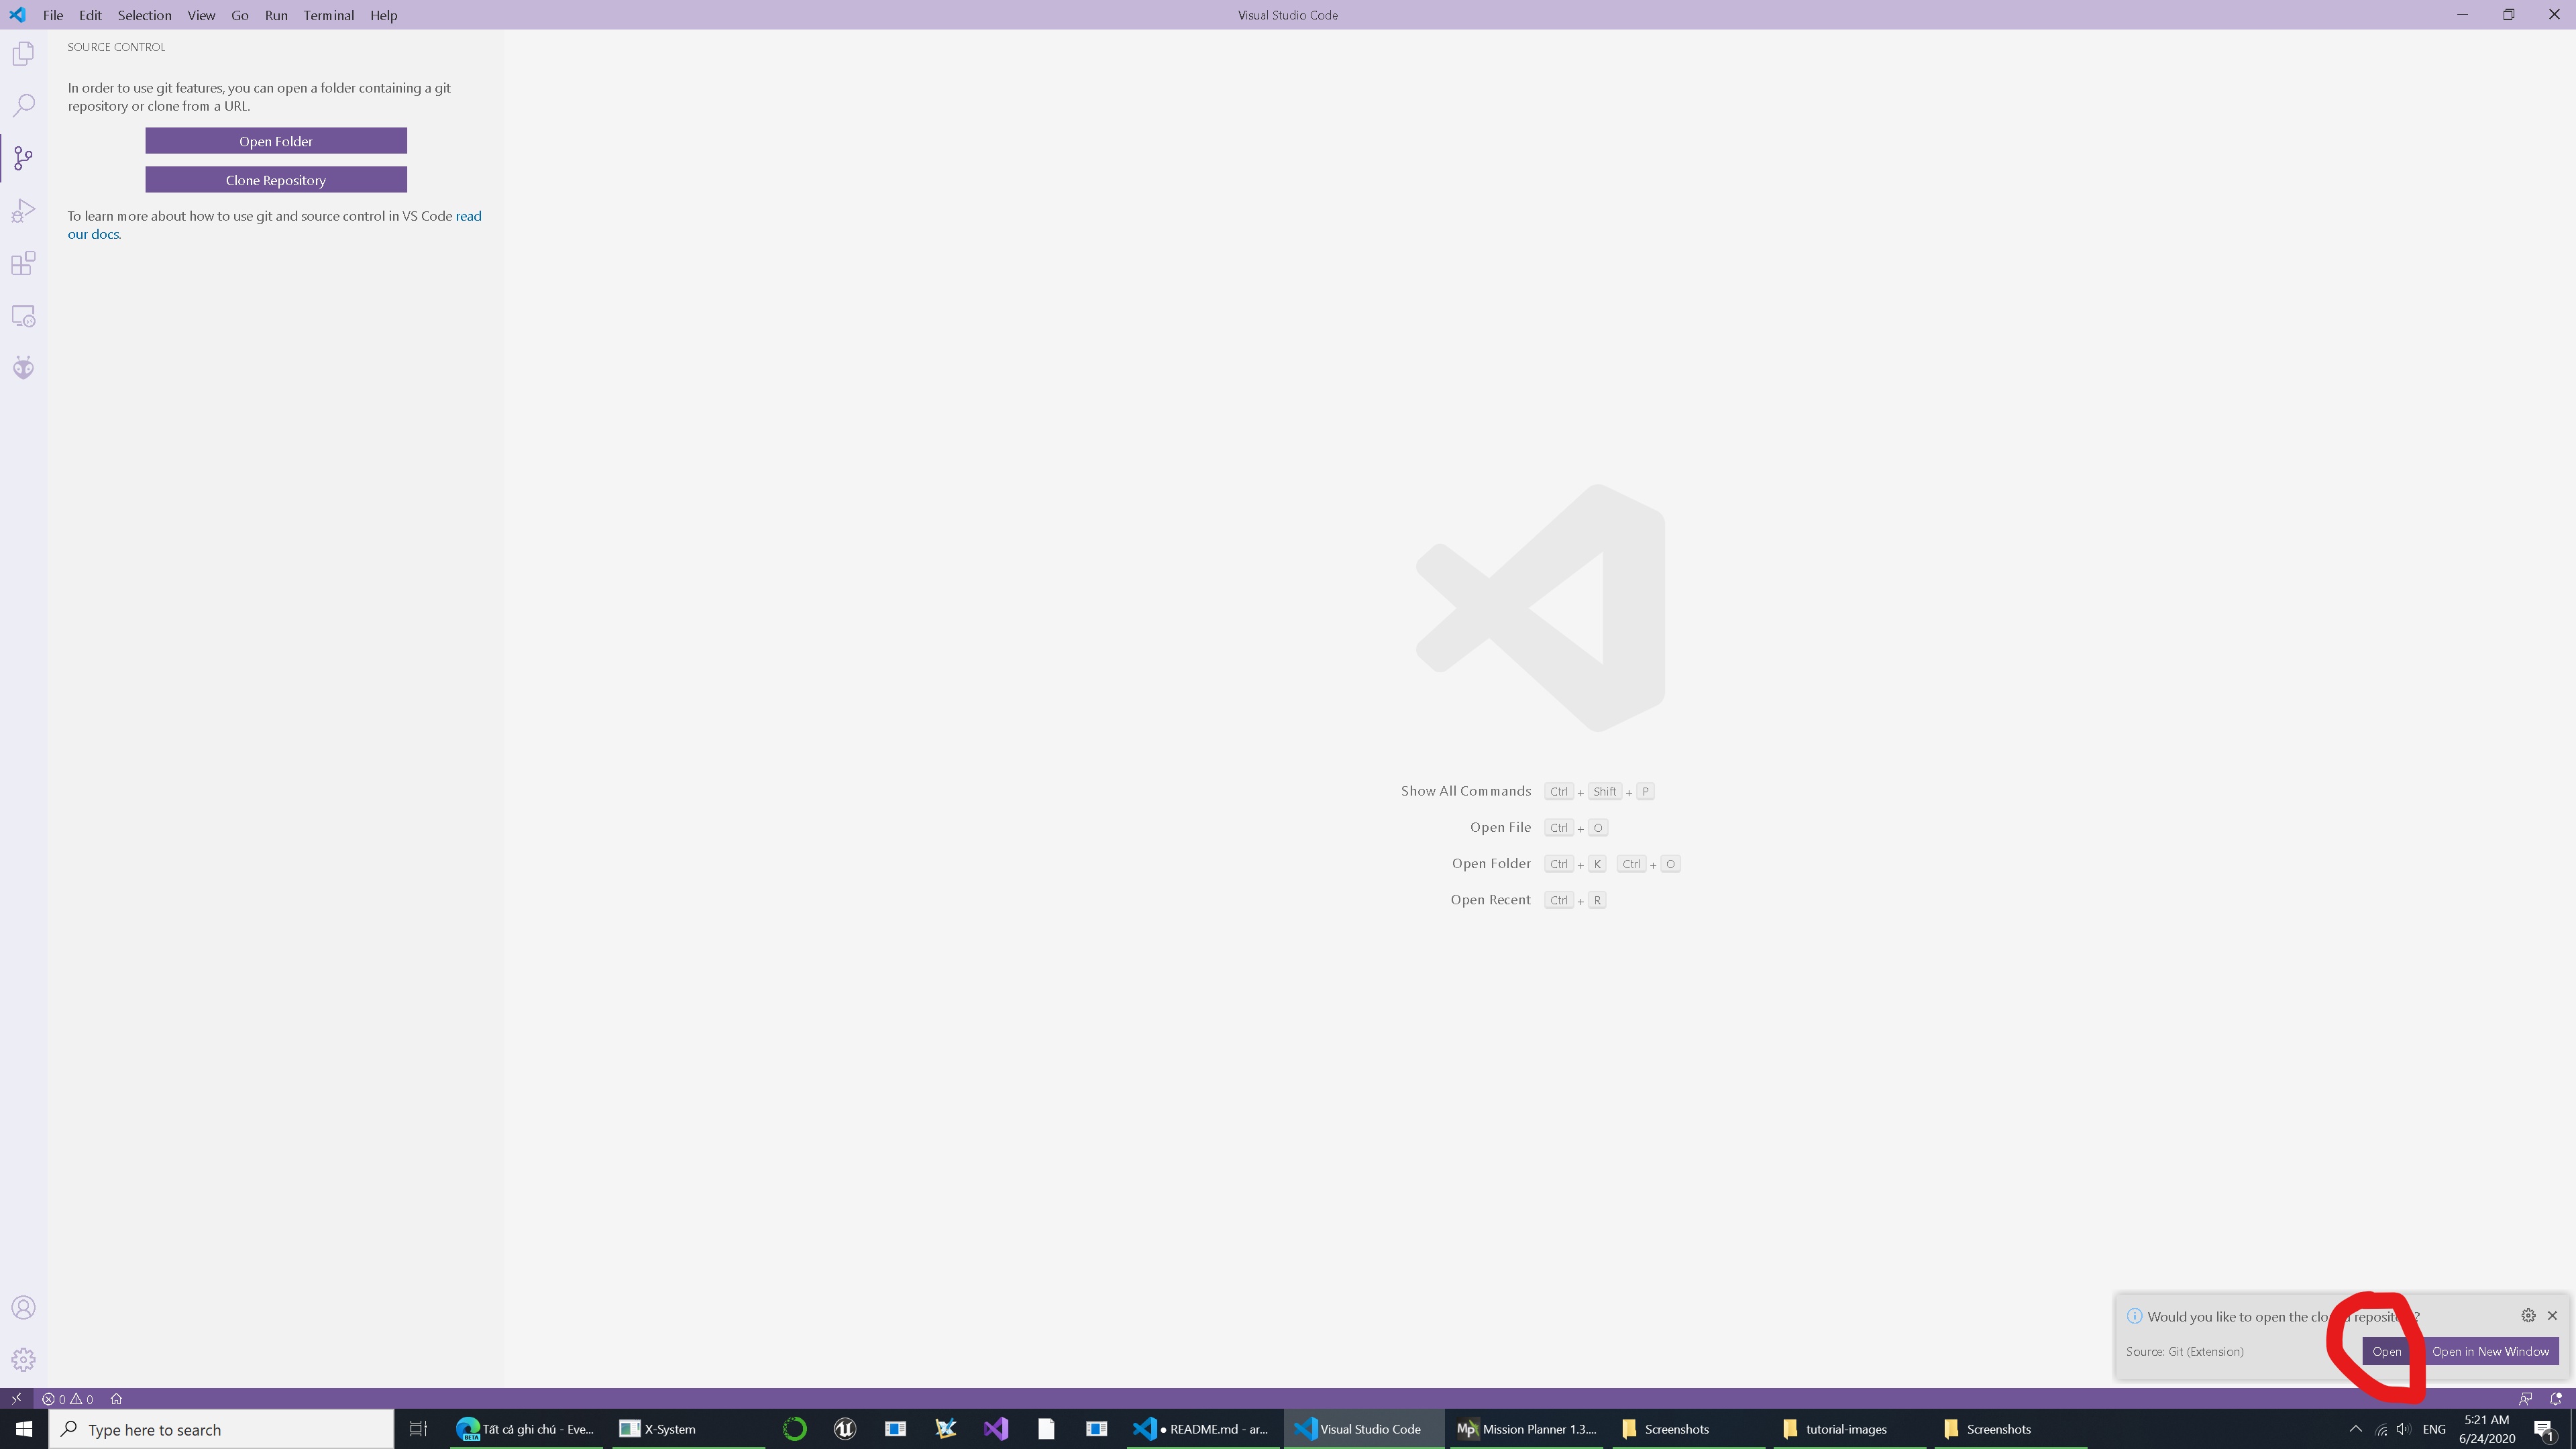 File Edit Selection View Go Run Terminal Help
Visual Studio Code
SOURCE CONTROL
In order to use git features, you can open a folder containing a git
repository or clone from a URL.
Open Folder
Clone Repository
To learn more about how to use git and source control in VS Code read
our docs.
Show All Commands Ctrl + Shift + P
Open File Ctrl + O
Open Folder Ctrl + K Ctrl + O
Open Recent Ctrl + R
Would you like to open the ?
Source: Git (Extension)
Open
Open in New Window
0 0
Type here to search
BETA
Tất cả ghi chú - Eve...
X-System
● README.md - ar...
Visual Studio Code
Mp
Mission Planner 1.3....
Screenshots
tutorial-images
Screenshots
ENG
5:21 AM
6/24/2020
1